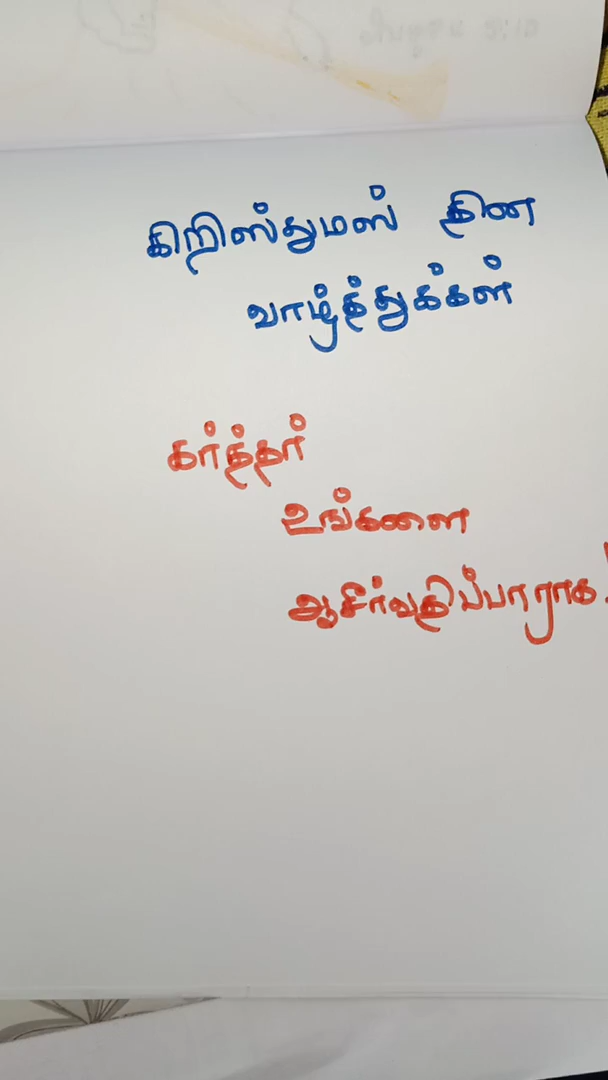 கிறிஸ்துமஸ் தின
வாழ்த்துக்கள்
கர்த்தர்
உங்களை
ஆசீர்வதிப்பாராக!